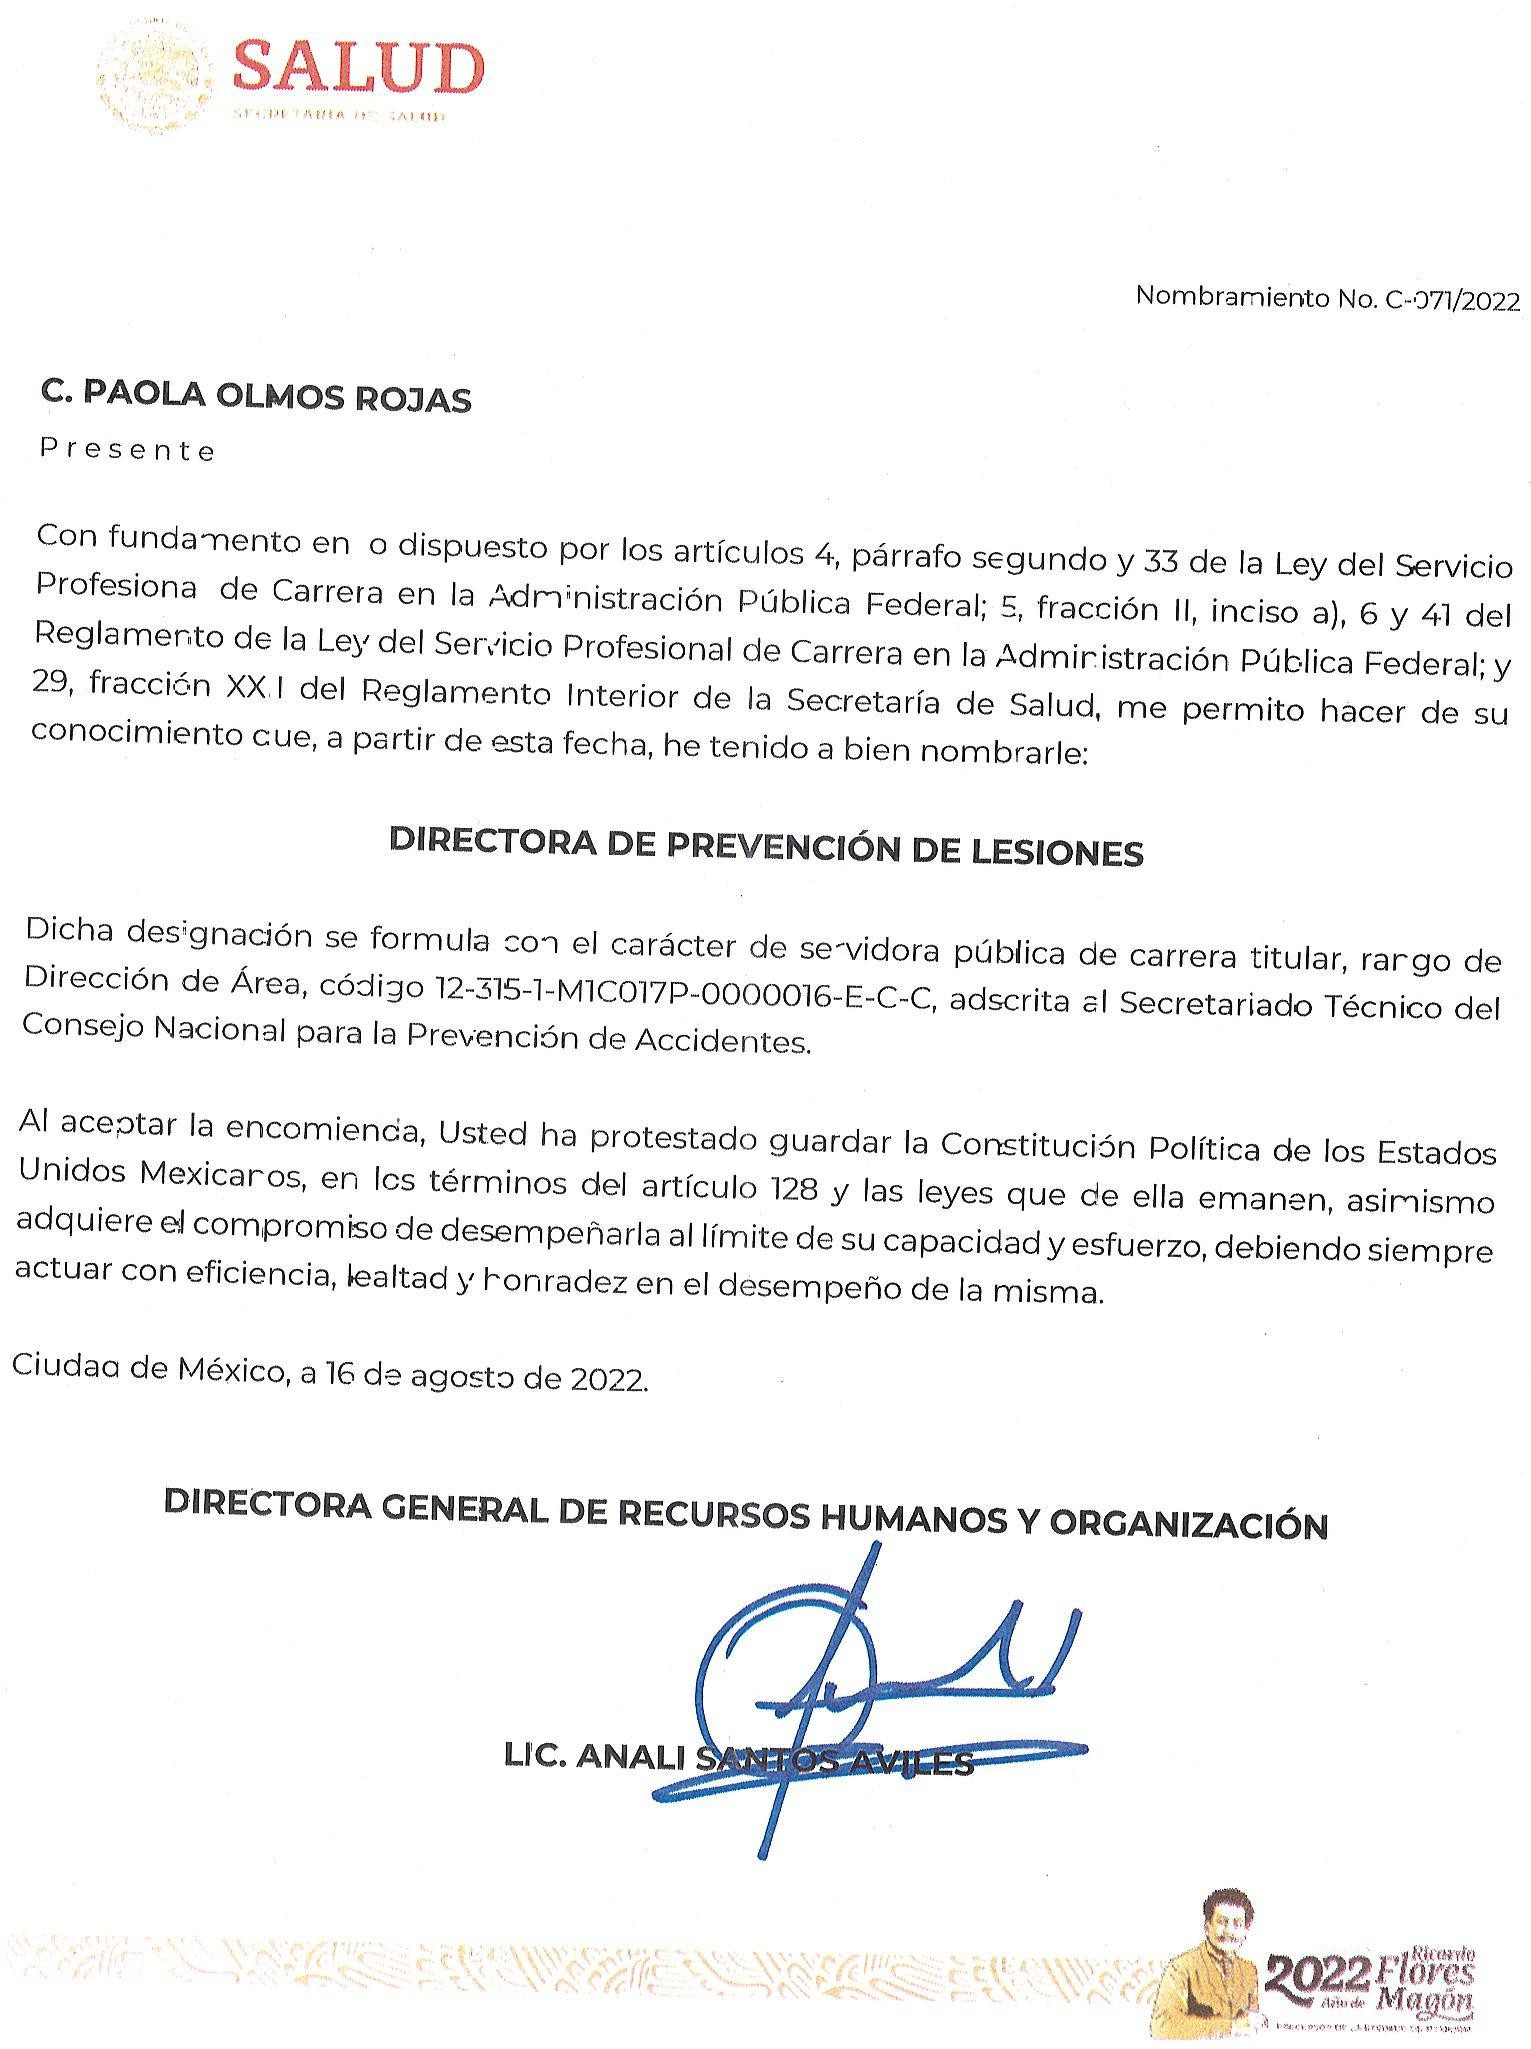 SALUD
SECRETARÍA DE SALUD
Nombramiento No. C-071/2022
C. PAOLA OLMOS ROJAS
Presente
Con fundamento en o dispuesto por los artículos 4, párrafo segundo y 33 de la Ley del Servicio
Profesiona de Carrera en la Administración Pública Federal; 5, fracción II, inciso a), 6 y 41 del
Reglamento de la Ley del Servicio Profesional de Carrera en la Administración Pública Federal; y
29, fracción del Reglamento Interior de la Secretaría de Salud, me permito hacer de su
conocimiento que, a partir de esta fecha, he tenido a bien nombrarle:
DIRECTORA DE PREVENCIÓN DE LESIONES
Dicha designación se formula con el carácter de servidora pública de carrera titular, rango de
Dirección de Área, código 12-315-1-M1C017P-0000016-E-C-C, adscrita al Secretariado Técnico del
Consejo Nacional para la Prevención de Accidentes.
Al aceptar la encomienda, Usted ha protestado guardar la Constitución Política de los Estados
Unidos Mexicanos, en los términos del artículo 128 y las leyes que de ella emanen, asimismo
adquiere el compromiso de desempeñarla al límite de su capacidad y esfuerzo, debiendo siempre
actuar con eficiencia, lealtad y honradez en el desempeño de la misma.
Ciudad de México, a 16 de agosto de 2022.
DIRECTORA GENERAL DE RECURSOS HUMANOS Y ORGANIZACIÓN
LIC. ANALI SANTOS AVILES
2022 Ricardo
Flores
Año de Magón